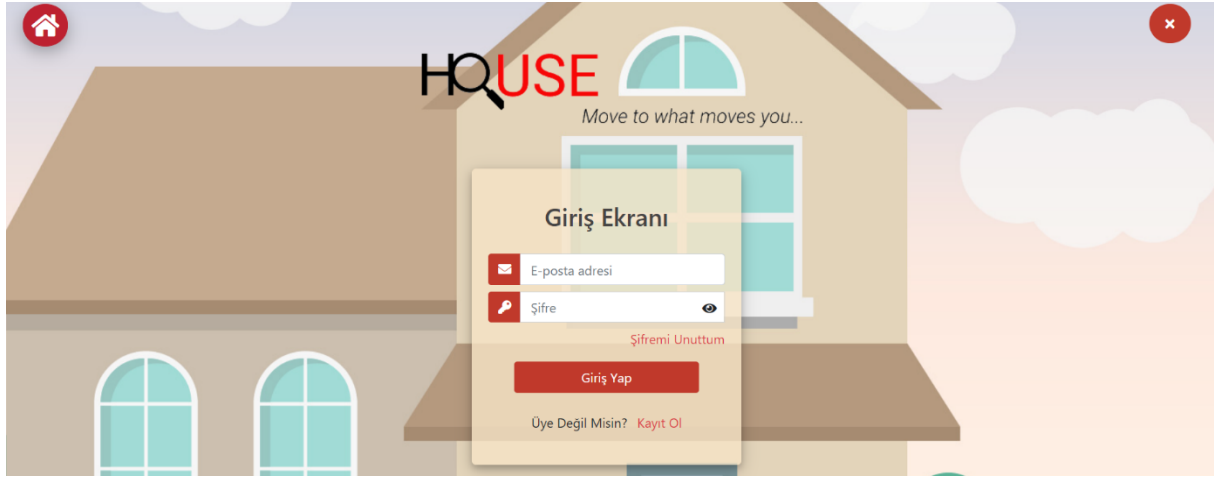 HOUSE
Move to what moves you...
Giriş Ekranı
E-posta adresi
Şifre
Şifremi Unuttum
Giriş Yap
Üye Değil Misin? Kayıt Ol